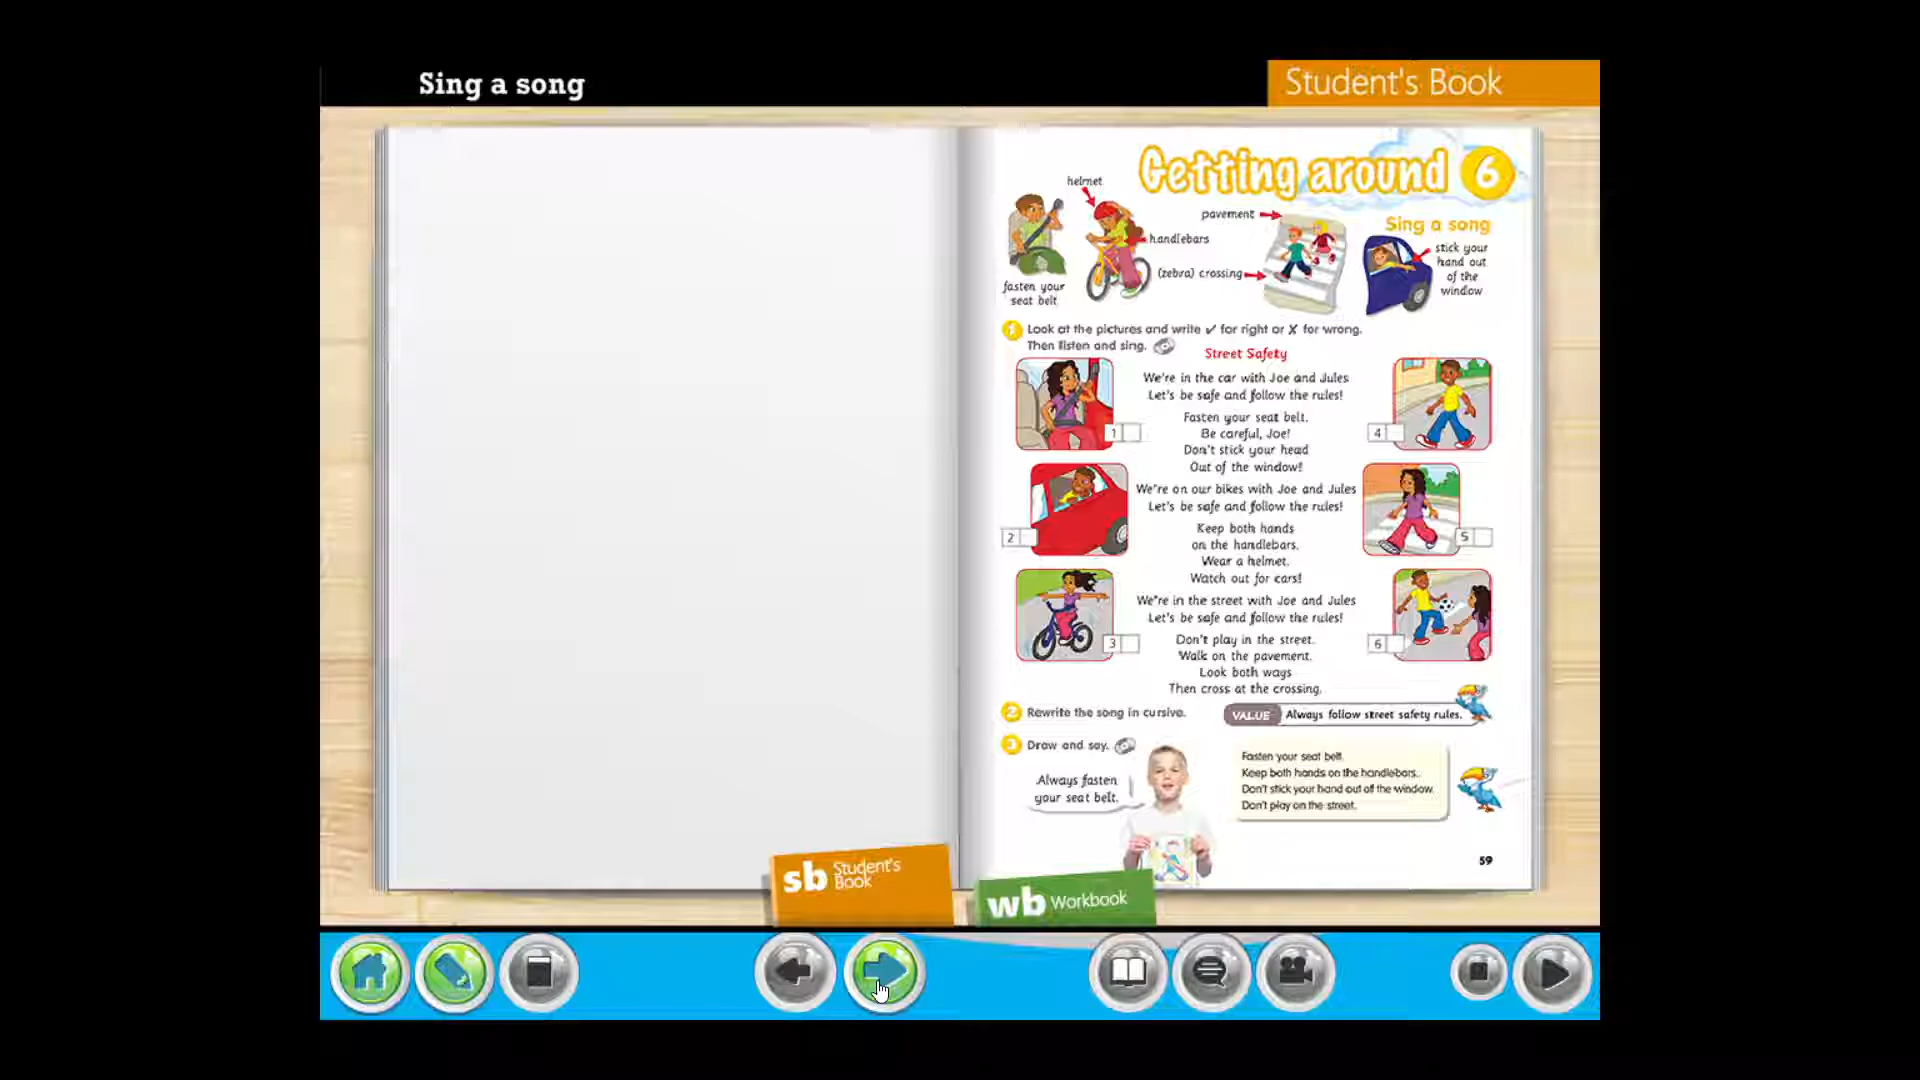 Sing a song
Student's Book
Getting around 6
helmet
pavement
Sing a song
handlebars
stick your
hand out
of the
window
(zebra) crossing
fasten your
seat belt
1 Look at the pictures and write ✓ for right or ✗ for wrong.
Then listen and sing.
Street Safety
We're in the car with Joe and Jules
Let's be safe and follow the rules!
Fasten your seat belt.
Be careful, Joe!
Don't stick your head
Out of the window!
We're on our bikes with Joe and Jules
Let's be safe and follow the rules!
Keep both hands
on the handlebars.
Wear a helmet.
Watch out for cars!
We're in the street with Joe and Jules
Let's be safe and follow the rules!
Don't play in the street.
Walk on the pavement.
Look both ways
Then cross at the crossing.
1
2
3
4
5
6
2 Rewrite the song in cursive.
VALUE Always follow street safety rules.
3 Draw and say.
Always fasten
your seat belt.
Fasten your seat belt.
Keep both hands on the handlebars.
Don't stick your hand out of the window.
Don't play on the street.
59
sb Student's
Book
wb Workbook